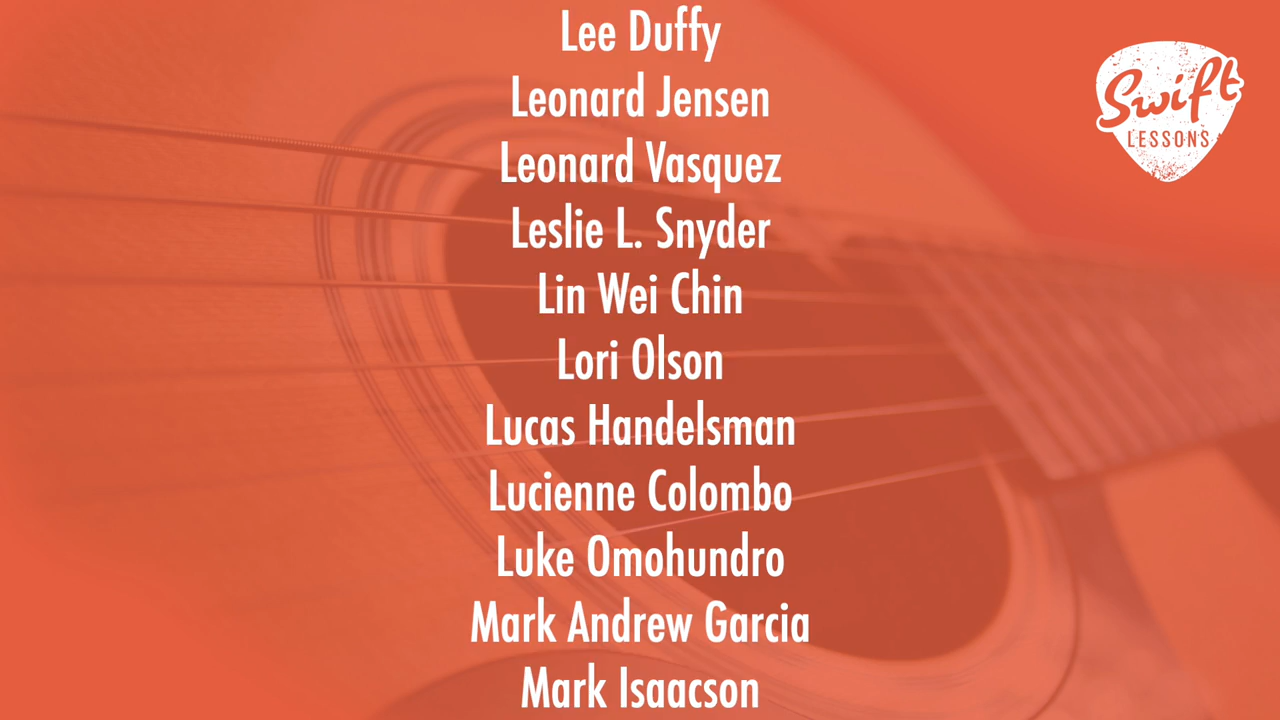 Lee Duffy
Leonard Jensen
Leonard Vasquez
Leslie L. Snyder
Lin Wei Chin
Lori Olson
Lucas Handelsman
Lucienne Colombo
Luke Omohundro
Mark Andrew Garcia
Mark Isaacson
Swift
LESSONS